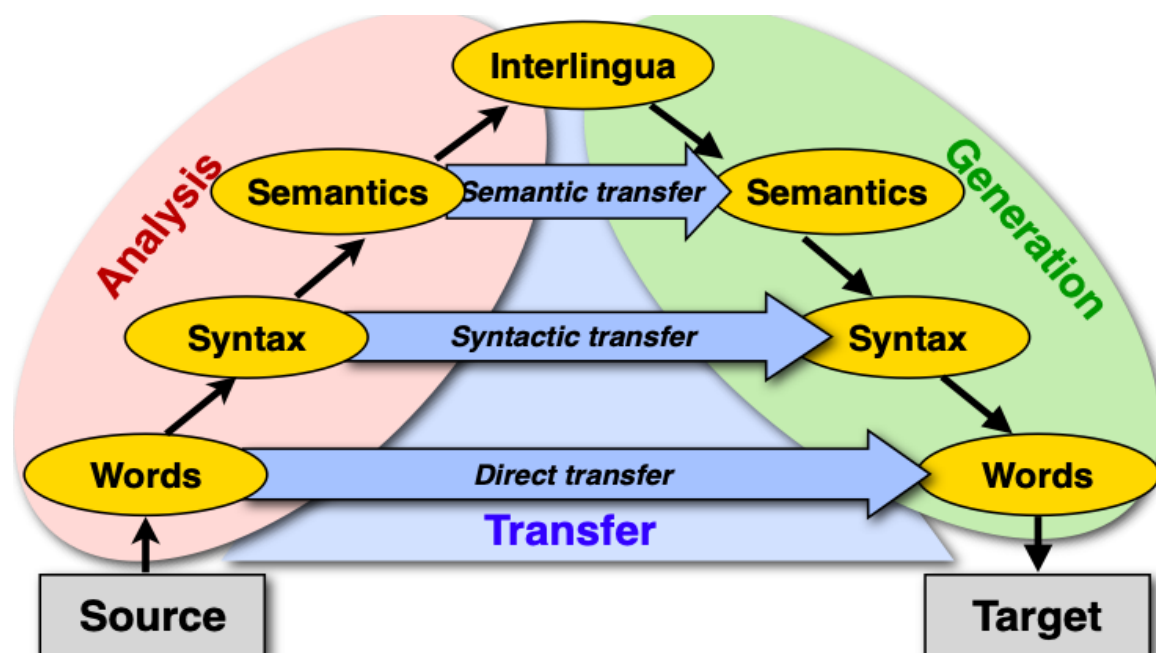 Interlingua
Analysis
Generation
Semantics
Semantic transfer
Semantics
Syntax
Syntactic transfer
Syntax
Words
Direct transfer
Words
Transfer
Source
Target